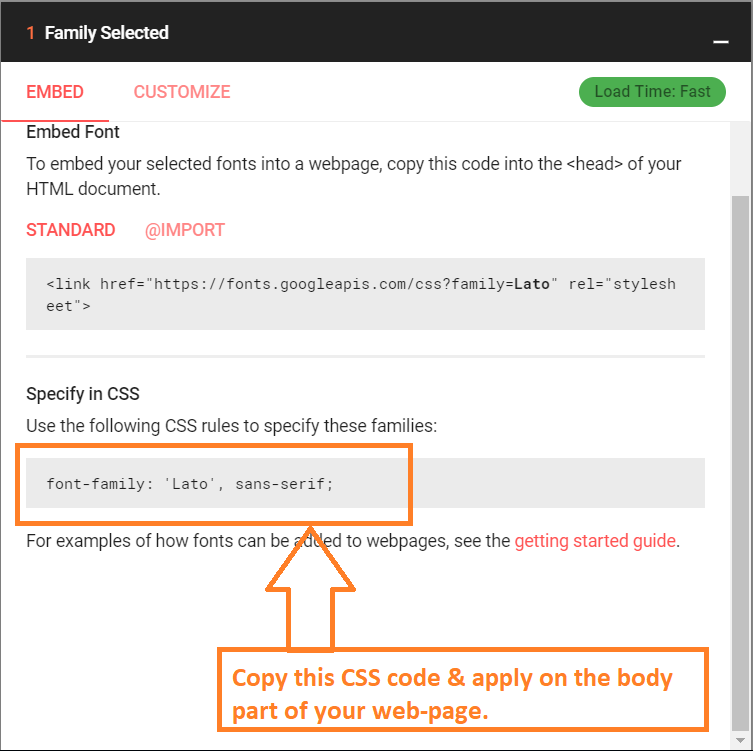 1 Family Selected
EMBED CUSTOMIZE Load Time: Fast
Embed Font
To embed your selected fonts into a webpage, copy this code into the <head> of your
HTML document.
STANDARD @IMPORT
<link href="https://fonts.googleapis.com/css?family=Lato" rel="stylesh
eet">
Specify in CSS
Use the following CSS rules to specify these families:
font-family: 'Lato', sans-serif;
For examples of how fonts can be added to webpages, see the getting started guide.
Copy this CSS code & apply on the body
part of your web-page.